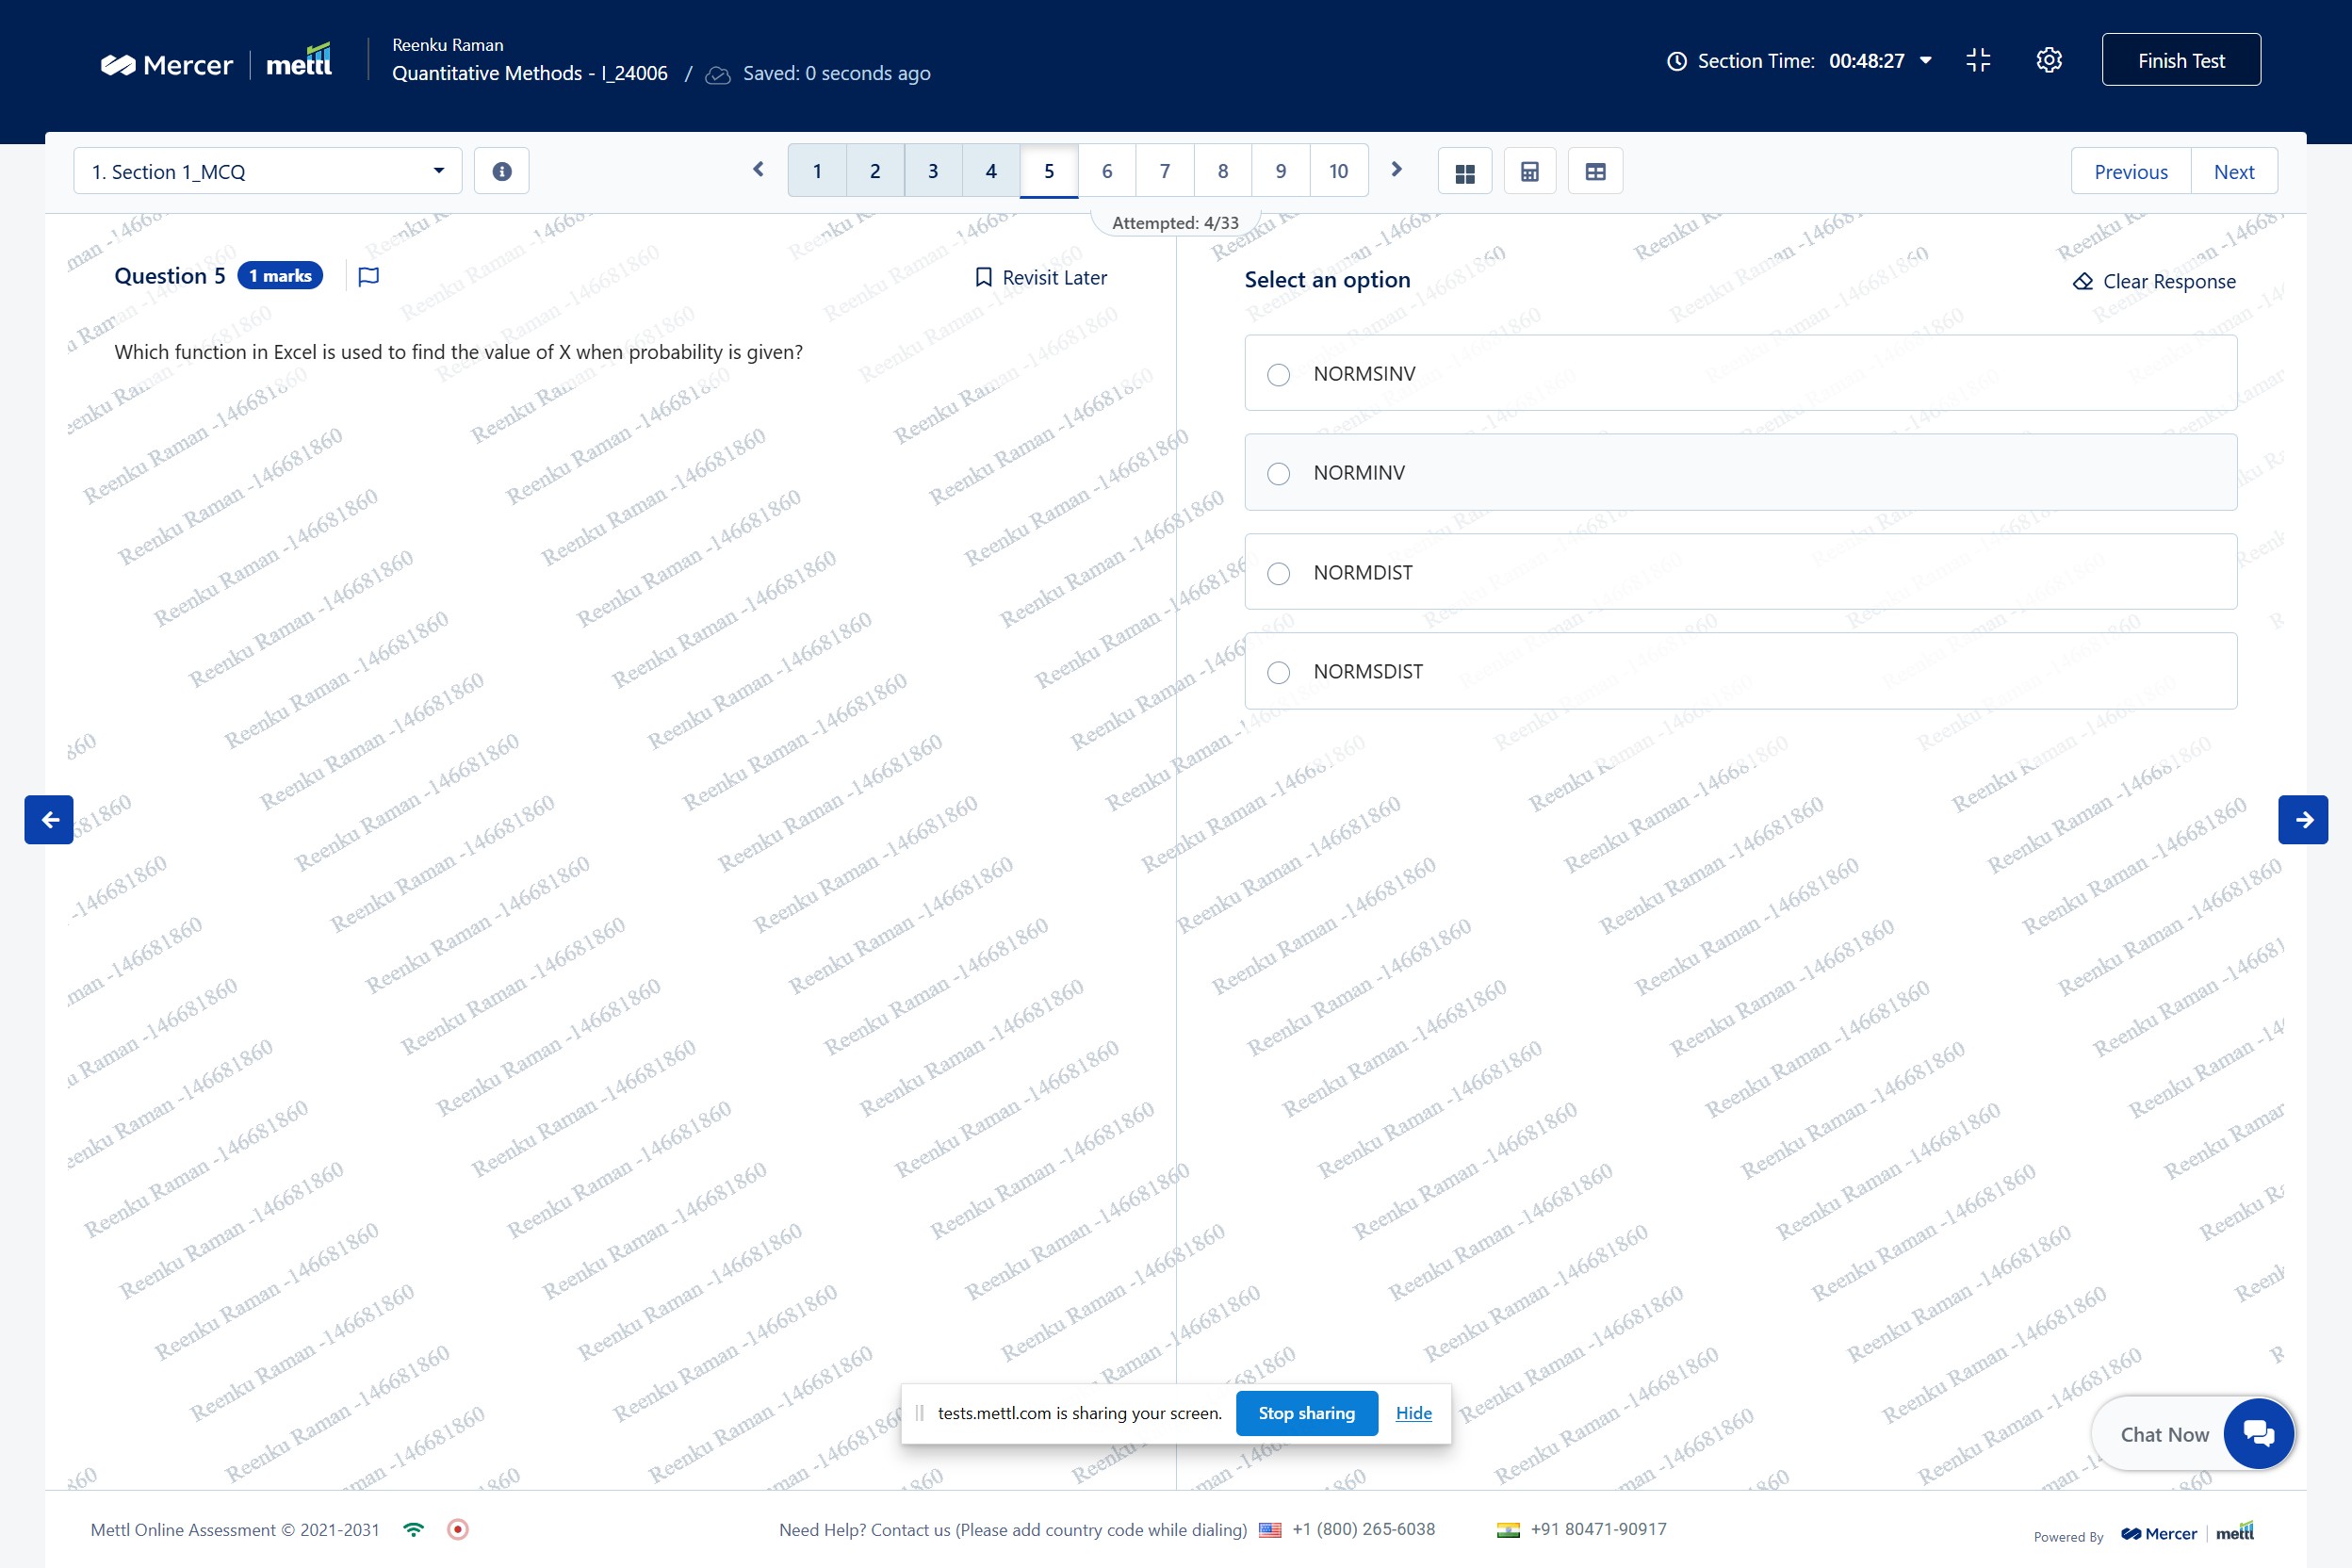 Mercer | mettl
Reenku Raman
Quantitative Methods - I_24006 / Saved: 0 seconds ago
Section Time: 00:48:27
Finish Test
1. Section 1_MCQ
1 2 3 4 5 6 7 8 9 10
Previous Next
Attempted: 4/33
Question 5 1 marks
Revisit Later
Which function in Excel is used to find the value of X when probability is given?
Select an option
Clear Response
NORMSINV
NORMINV
NORMDIST
NORMSDIST
Reenku Raman -146681860
tests.mettl.com is sharing your screen. Stop sharing Hide
Chat Now
Mettl Online Assessment © 2021-2031
Need Help? Contact us (Please add country code while dialing) +1 (800) 265-6038 +91 80471-90917
Powered By Mercer | mettl